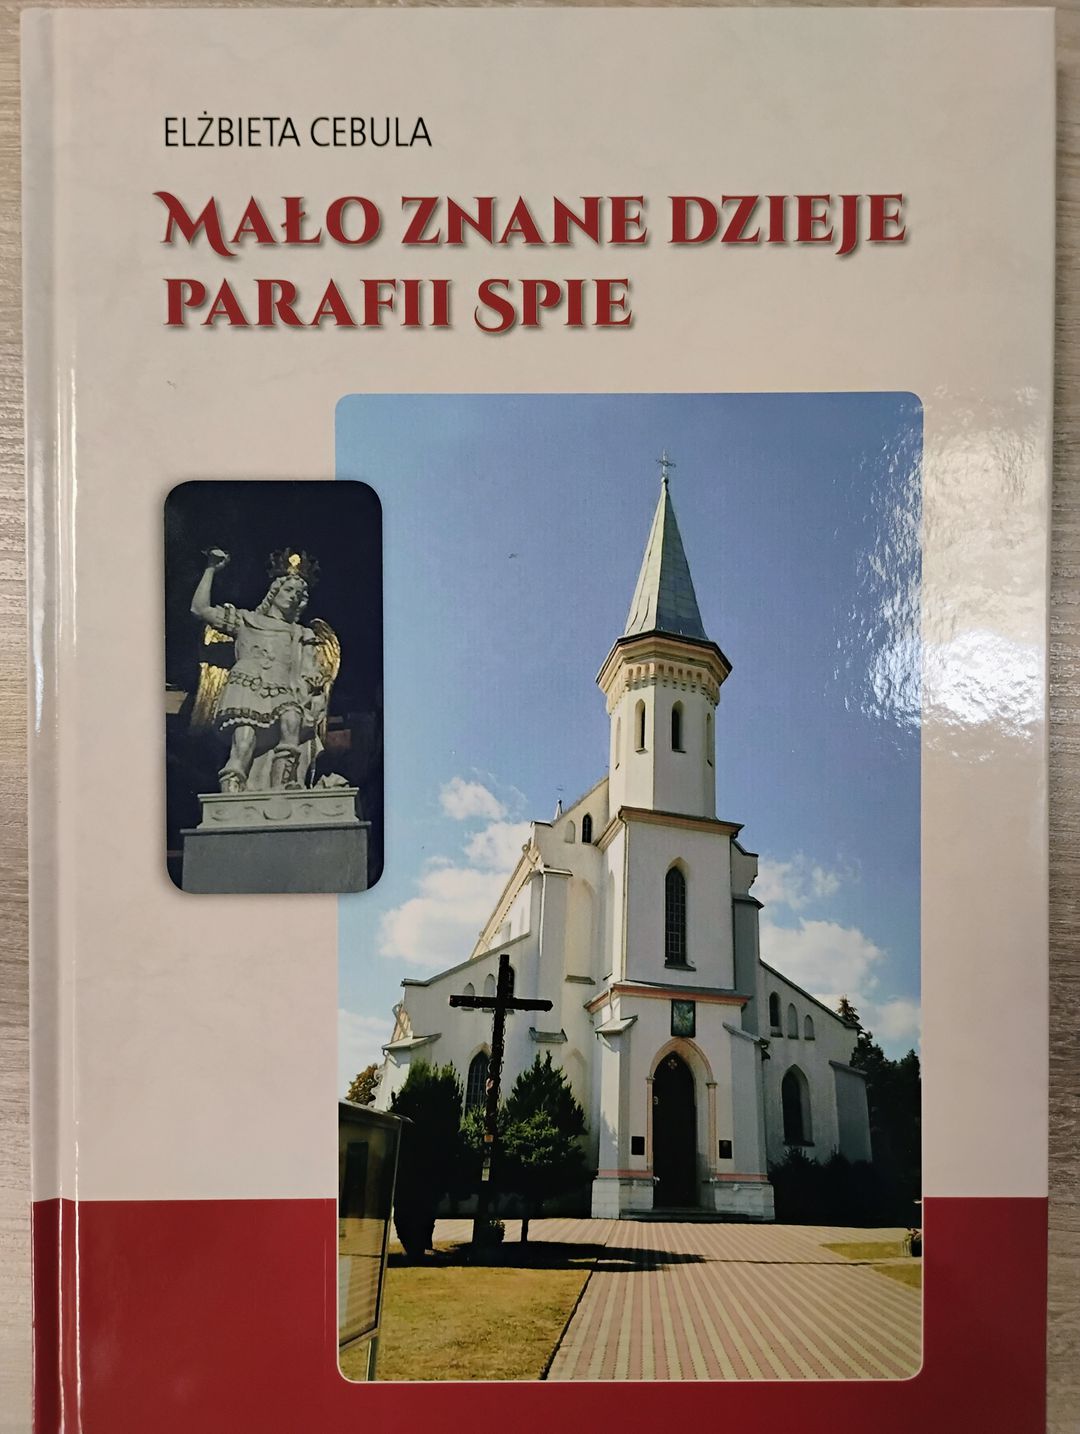 ELŻBIETA CEBULA
MAŁO ZNANE DZIEJE
PARAFII SPIE